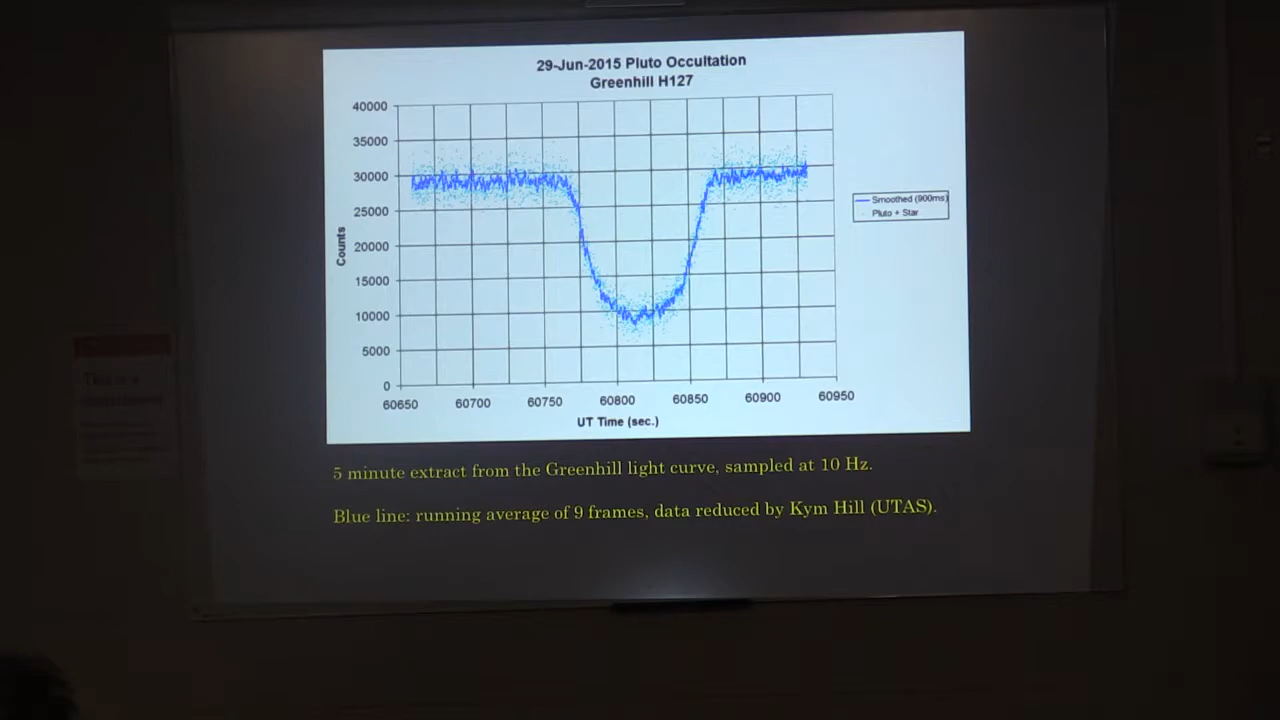 29-Jun-2015 Pluto Occultation
Greenhill H127
40000
35000
30000
25000
20000
15000
10000
5000
0
Counts
60650 60700 60750 60800 60850 60900 60950
UT Time (sec.)
Smoothed (900ms)
Pluto + Star
5 minute extract from the Greenhill light curve, sampled at 10 Hz.
Blue line: running average of 9 frames, data reduced by Kym Hill (UTAS).
This is a